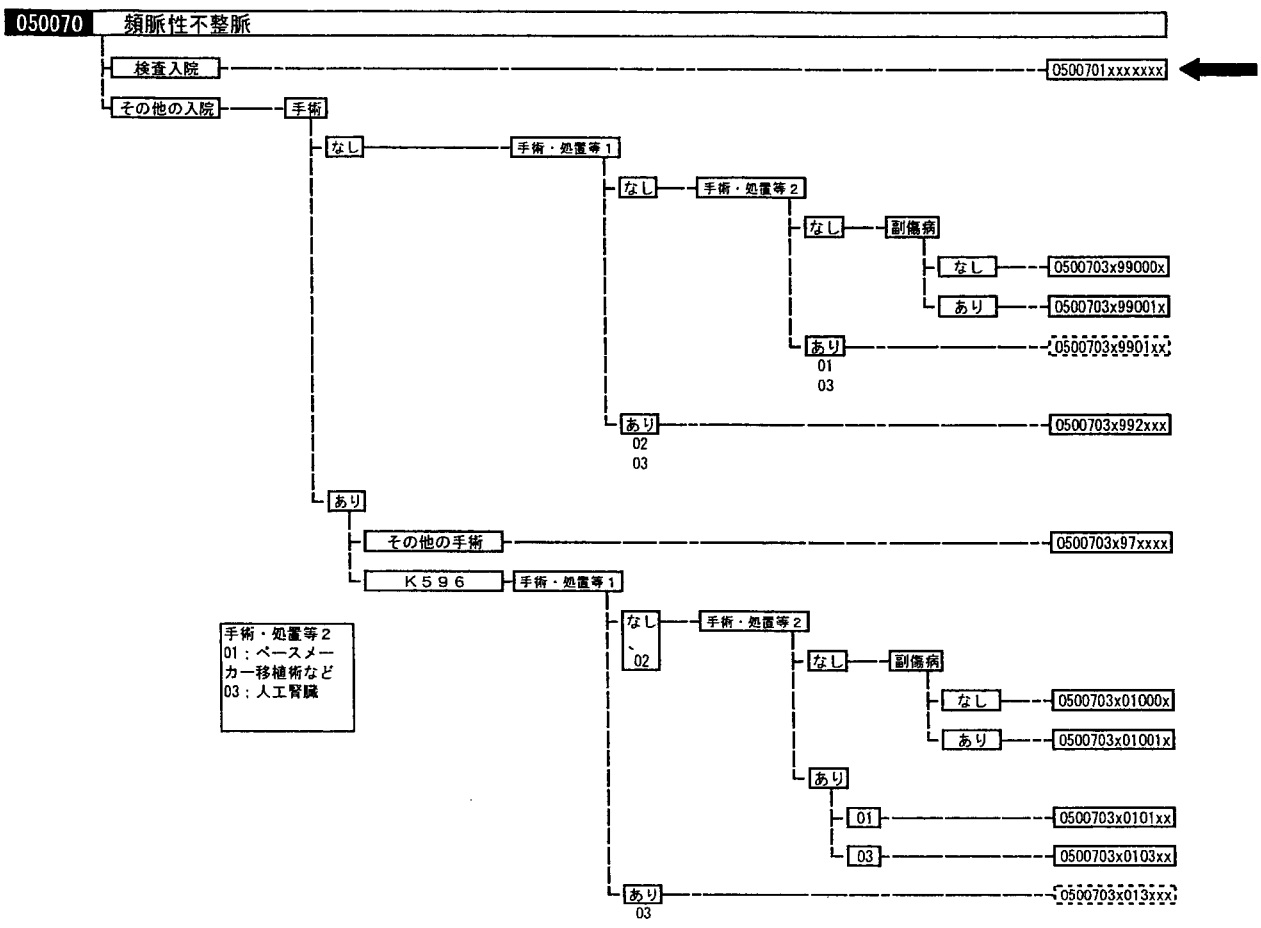 050070 頻脈性不整脈
検査入院 0500701xxxxxxx
その他の入院 手術
なし 手術・処置等1
なし 手術・処置等2
なし 副傷病
なし 0500703x99000x
あり 0500703x99001x
あり 0500703x9901xx
01
03
あり 0500703x992xxx
02
03
あり
その他の手術 0500703x97xxxx
K596 手術・処置等1
なし 手術・処置等2
、02
なし 副傷病
なし 0500703x01000x
あり 0500703x01001x
あり
01 0500703x0101xx
03 0500703x0103xx
あり 0500703x013xxx
03
手術・処置等2
01:ペースメー
カー移植術など
03:人工腎臓